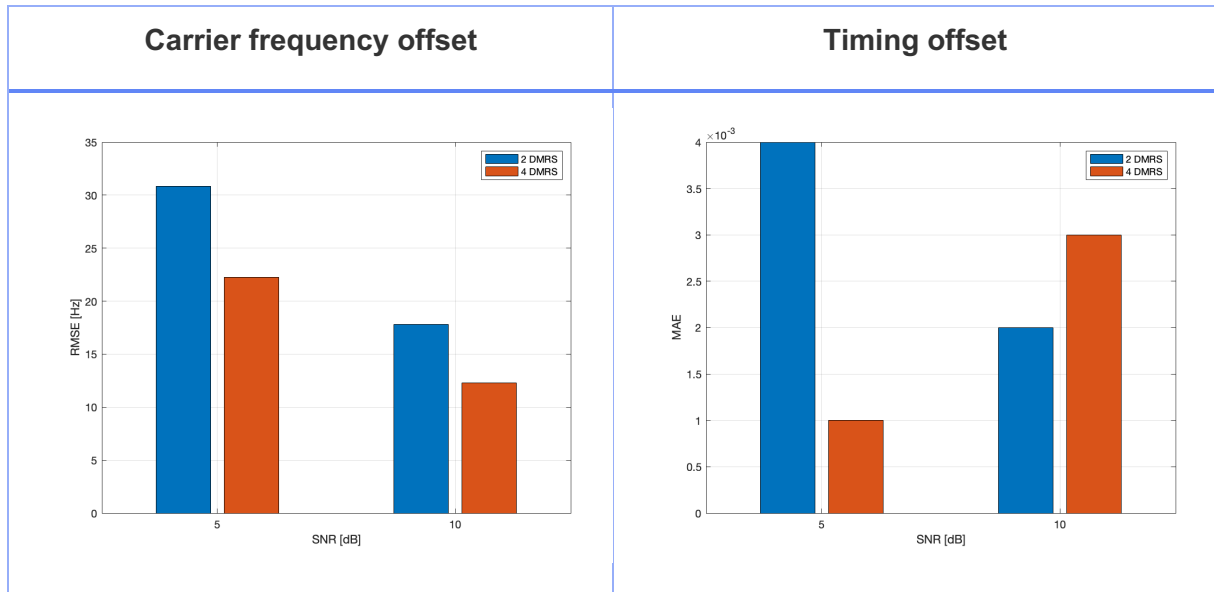 Carrier frequency offset
Timing offset
35
30
25
20
15
10
5
0
RMSE [Hz]
5
10
SNR [dB]
2 DMRS
4 DMRS
×10⁻³
4
3.5
3
2.5
2
1.5
1
0.5
0
MAE
5
10
SNR [dB]
2 DMRS
4 DMRS